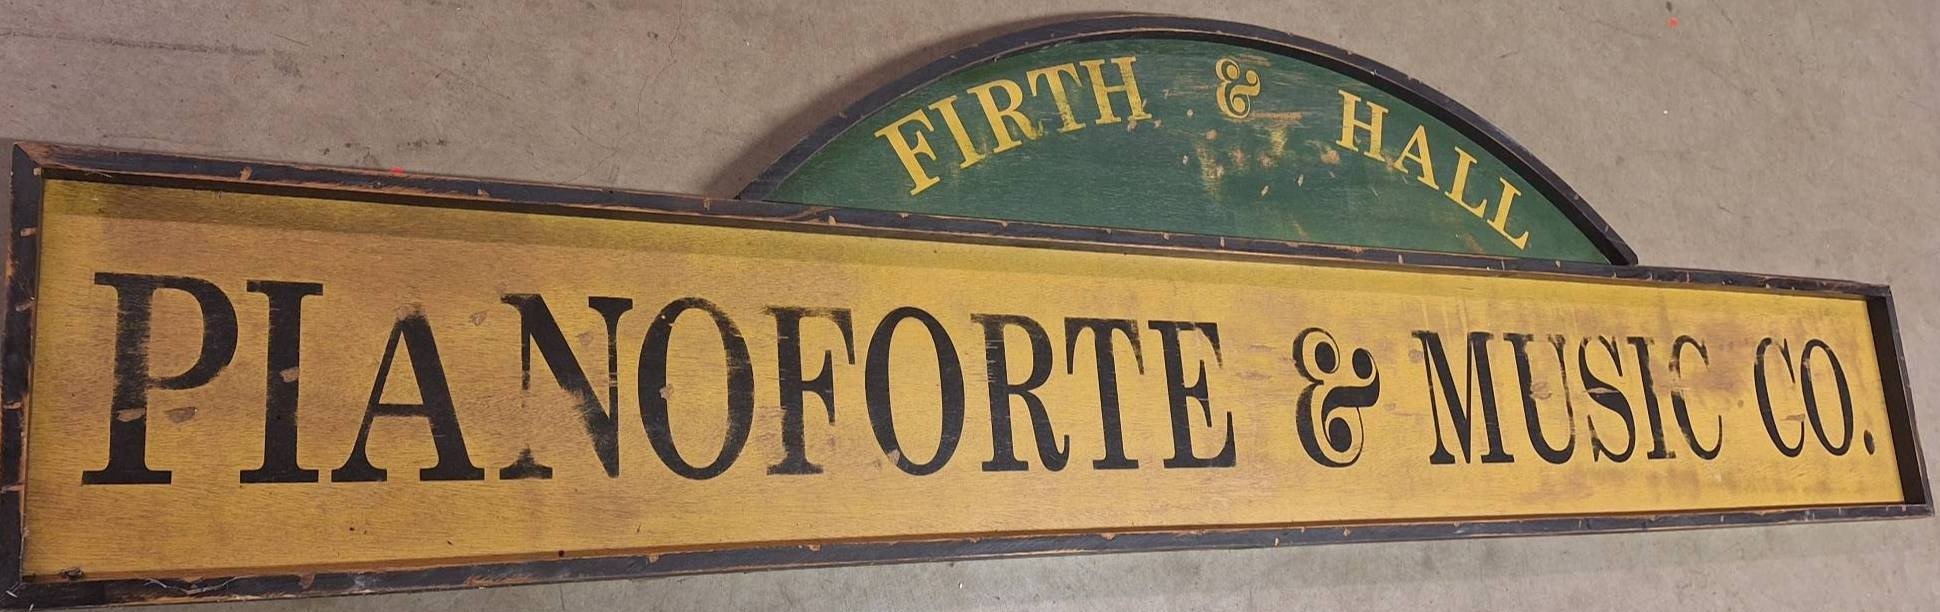 FIRTH & HALL
PIANOFORTE & MUSIC CO.